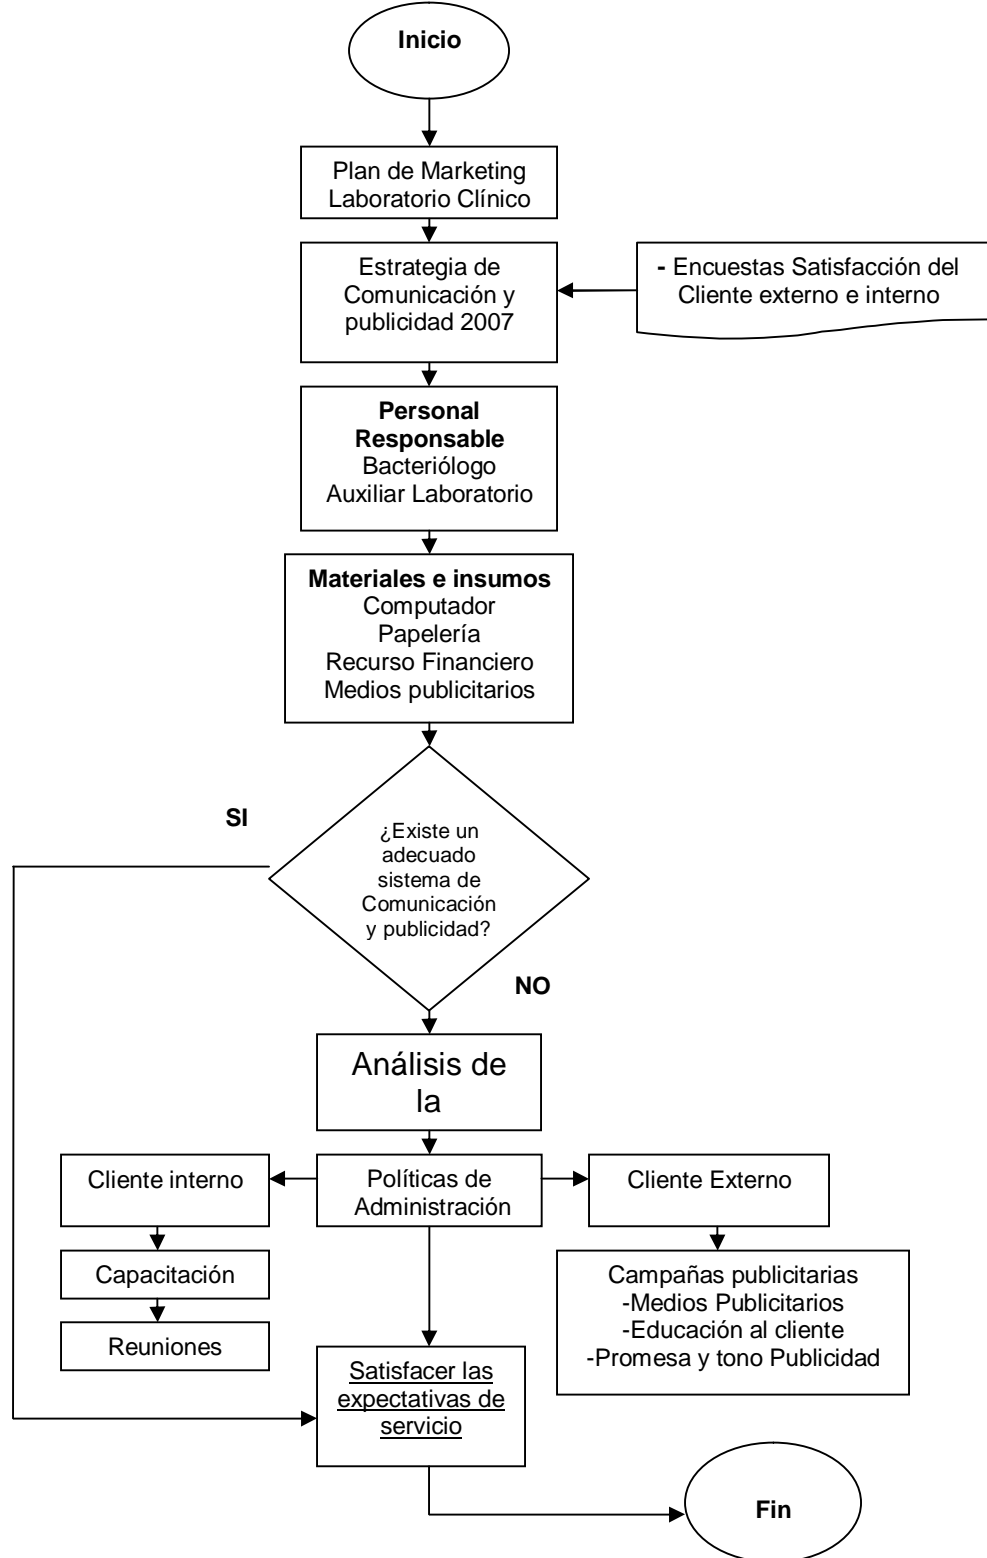 Inicio
Plan de Marketing
Laboratorio Clínico
Estrategia de
Comunicación y
publicidad 2007
- Encuestas Satisfacción del
Cliente externo e interno
Personal
Responsable
Bacteriólogo
Auxiliar Laboratorio
Materiales e insumos
Computador
Papelería
Recurso Financiero
Medios publicitarios
SI
¿Existe un
adecuado
sistema de
Comunicación
y publicidad?
NO
Análisis de
la
Cliente interno
Políticas de
Administración
Cliente Externo
Capacitación
Reuniones
Campañas publicitarias
-Medios Publicitarios
-Educación al cliente
-Promesa y tono Publicidad
Satisfacer las
expectativas de
servicio
Fin